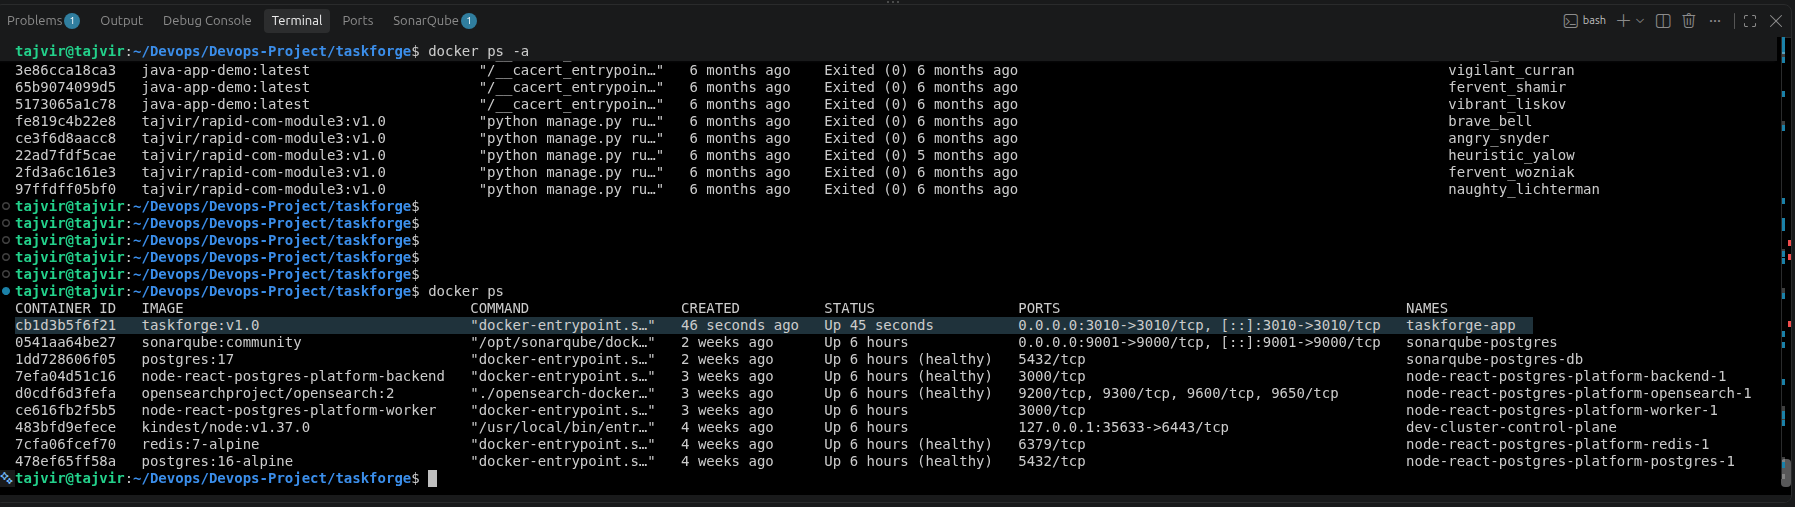 Problems 1 Output Debug Console Terminal Ports SonarQube 1 bash
tajvir@tajvir:~/Devops/Devops-Project/taskforge$ docker ps -a
3e86cca18ca3 java-app-demo:latest "/__cacert_entrypoin…" 6 months ago Exited (0) 6 months ago vigilant_curran
65b9074099d5 java-app-demo:latest "/__cacert_entrypoin…" 6 months ago Exited (0) 6 months ago fervent_shamir
5173065a1c78 java-app-demo:latest "/__cacert_entrypoin…" 6 months ago Exited (0) 6 months ago vibrant_liskov
fe819c4b22e8 tajvir/rapid-com-module3:v1.0 "python manage.py ru…" 6 months ago Exited (0) 6 months ago brave_bell
ce3f6d8aacc8 tajvir/rapid-com-module3:v1.0 "python manage.py ru…" 6 months ago Exited (0) 6 months ago angry_snyder
22ad7fdf5cae tajvir/rapid-com-module3:v1.0 "python manage.py ru…" 6 months ago Exited (0) 5 months ago heuristic_yalow
2fd3a6c161e3 tajvir/rapid-com-module3:v1.0 "python manage.py ru…" 6 months ago Exited (0) 6 months ago fervent_wozniak
97ffdff05bf0 tajvir/rapid-com-module3:v1.0 "python manage.py ru…" 6 months ago Exited (0) 6 months ago naughty_lichterman
tajvir@tajvir:~/Devops/Devops-Project/taskforge$
tajvir@tajvir:~/Devops/Devops-Project/taskforge$
tajvir@tajvir:~/Devops/Devops-Project/taskforge$
tajvir@tajvir:~/Devops/Devops-Project/taskforge$
tajvir@tajvir:~/Devops/Devops-Project/taskforge$
tajvir@tajvir:~/Devops/Devops-Project/taskforge$ docker ps
CONTAINER ID IMAGE COMMAND CREATED STATUS PORTS NAMES
cb1d3b5f6f21 taskforge:v1.0 "docker-entrypoint.s…" 46 seconds ago Up 45 seconds 0.0.0.0:3010->3010/tcp, [::]:3010->3010/tcp taskforge-app
0541aa64be27 sonarqube:community "/opt/sonarqube/dock…" 2 weeks ago Up 6 hours 0.0.0.0:9001->9000/tcp, [::]:9001->9000/tcp sonarqube-postgres
1dd728606f05 postgres:17 "docker-entrypoint.s…" 2 weeks ago Up 6 hours (healthy) 5432/tcp sonarqube-postgres-db
7efa04d51c16 node-react-postgres-platform-backend "docker-entrypoint.s…" 3 weeks ago Up 6 hours (healthy) 3000/tcp node-react-postgres-platform-backend-1
d0cdf6d3fefa opensearchproject/opensearch:2 "./opensearch-docker…" 3 weeks ago Up 6 hours (healthy) 9200/tcp, 9300/tcp, 9600/tcp, 9650/tcp node-react-postgres-platform-opensearch-1
ce616fb2f5b5 node-react-postgres-platform-worker "docker-entrypoint.s…" 3 weeks ago Up 6 hours 3000/tcp node-react-postgres-platform-worker-1
483bfd9efece kindest/node:v1.37.0 "/usr/local/bin/entr…" 4 weeks ago Up 6 hours 127.0.0.1:35633->6443/tcp dev-cluster-control-plane
7cfa06fcef70 redis:7-alpine "docker-entrypoint.s…" 4 weeks ago Up 6 hours (healthy) 6379/tcp node-react-postgres-platform-redis-1
478ef65ff58a postgres:16-alpine "docker-entrypoint.s…" 4 weeks ago Up 6 hours (healthy) 5432/tcp node-react-postgres-platform-postgres-1
tajvir@tajvir:~/Devops/Devops-Project/taskforge$